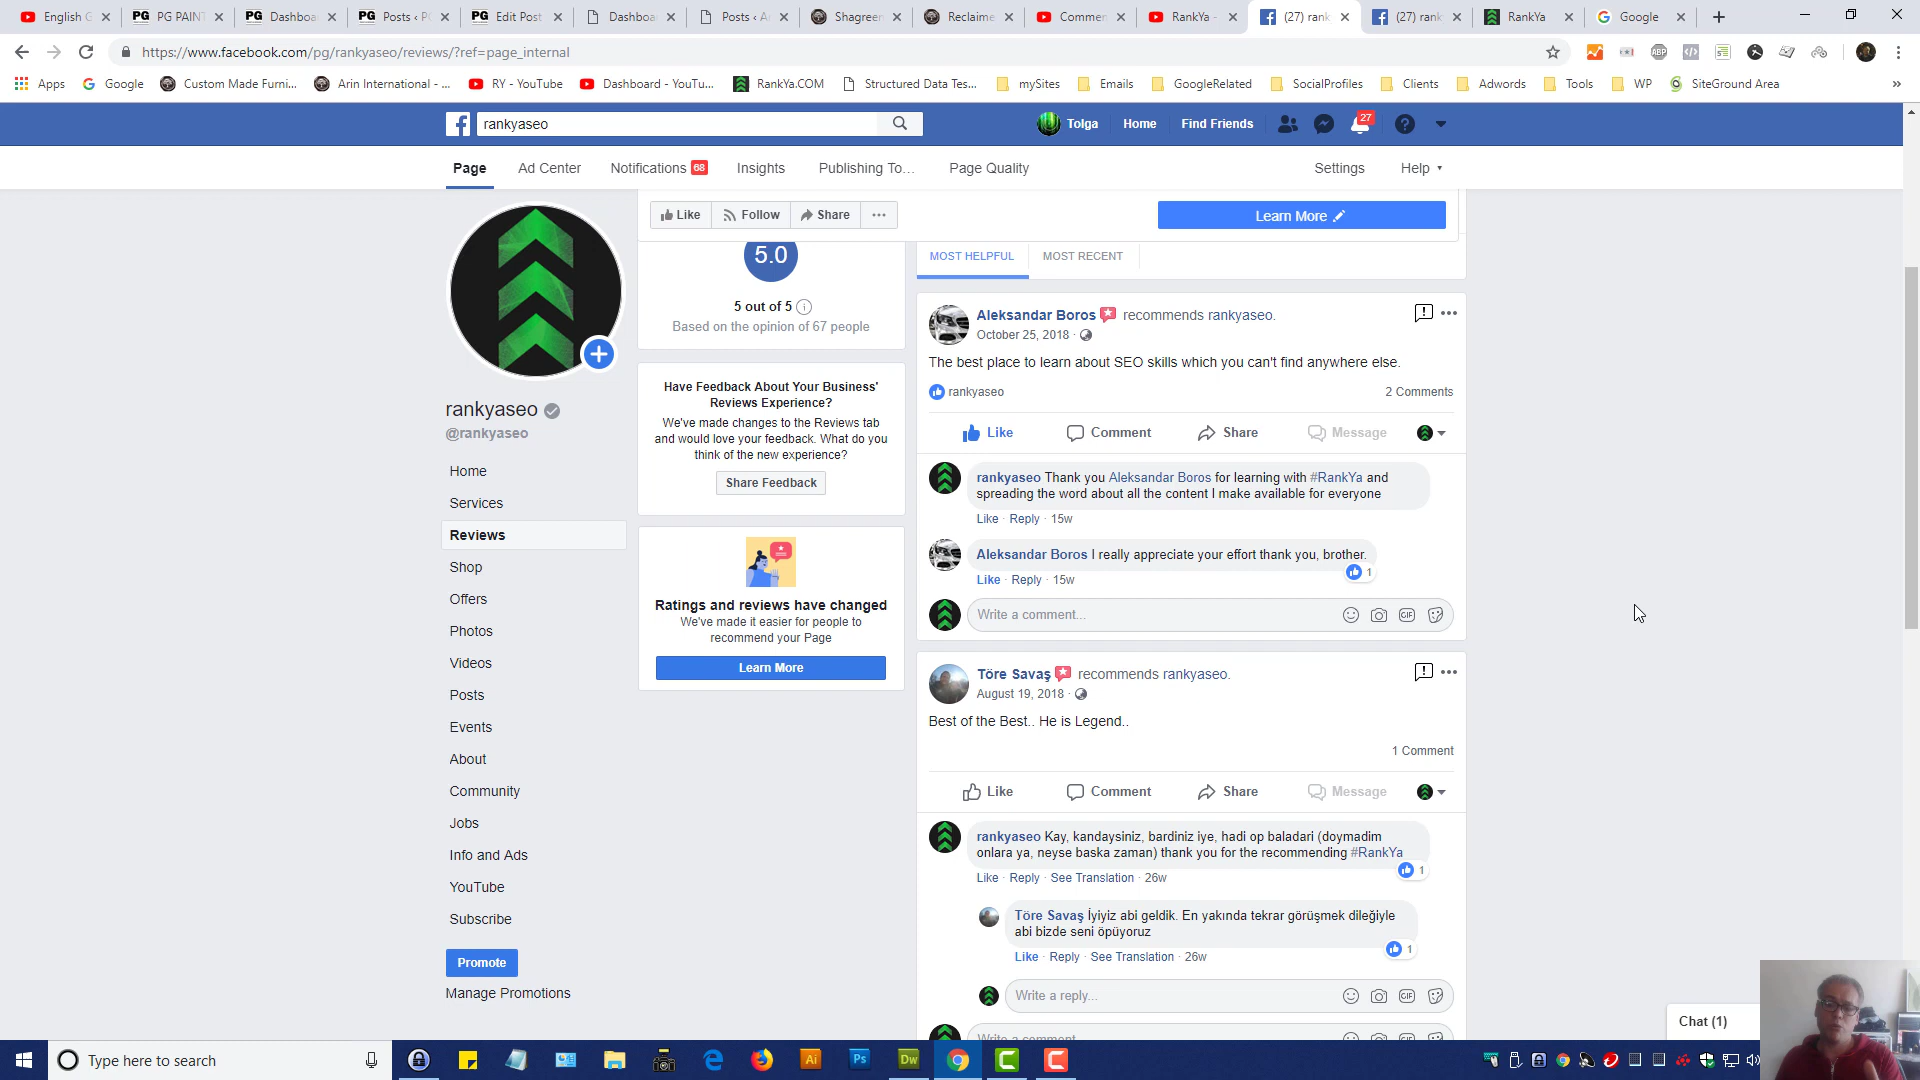 English G
PG PAINT
Dashboa
Posts ‹ P
Edit Post
Dashboa
Posts ‹ A
Shagreen
Reclaime
Commen
RankYa -
(27) rank
(27) rank
RankYa
Google
https://www.facebook.com/pg/rankyaseo/reviews/?ref=page_internal
Apps Google Custom Made Furni... Arin International - ... RY - YouTube Dashboard - YouTu... RankYa.COM Structured Data Tes... mySites Emails GoogleRelated SocialProfiles Clients Adwords Tools WP SiteGround Area »
rankyaseo
Tolga Home Find Friends 27
Page Ad Center Notifications 68 Insights Publishing To... Page Quality Settings Help
Like Follow Share ...
Learn More
5.0
5 out of 5
Based on the opinion of 67 people
Have Feedback About Your Business'
Reviews Experience?
We've made changes to the Reviews tab
and would love your feedback. What do you
think of the new experience?
Share Feedback
Ratings and reviews have changed
We've made it easier for people to
recommend your Page
Learn More
rankyaseo
@rankyaseo
Home
Services
Reviews
Shop
Offers
Photos
Videos
Posts
Events
About
Community
Jobs
Info and Ads
YouTube
Subscribe
Promote
Manage Promotions
MOST HELPFUL MOST RECENT
Aleksandar Boros recommends rankyaseo.
October 25, 2018 ·
The best place to learn about SEO skills which you can't find anywhere else.
rankyaseo 2 Comments
Like Comment Share Message
rankyaseo Thank you Aleksandar Boros for learning with #RankYa and
spreading the word about all the content I make available for everyone
Like · Reply · 15w
Aleksandar Boros I really appreciate your effort thank you, brother.
1
Like · Reply · 15w
Write a comment...
GIF
Töre Savaş recommends rankyaseo.
August 19, 2018 ·
Best of the Best.. He is Legend..
1 Comment
Like Comment Share Message
rankyaseo Kay, kandaysiniz, bardiniz iye, hadi op baladari (doymadim
onlara ya, neyse baska zaman) thank you for the recommending #RankYa
1
Like · Reply · See Translation · 26w
Töre Savaş İyiyiz abi geldik. En yakında tekrar görüşmek dileğiyle
abi bizde seni öpüyoruz
1
Like · Reply · See Translation · 26w
Write a reply...
GIF
Write a comment...
Chat (1)
Type here to search
Ai
Ps
Dw